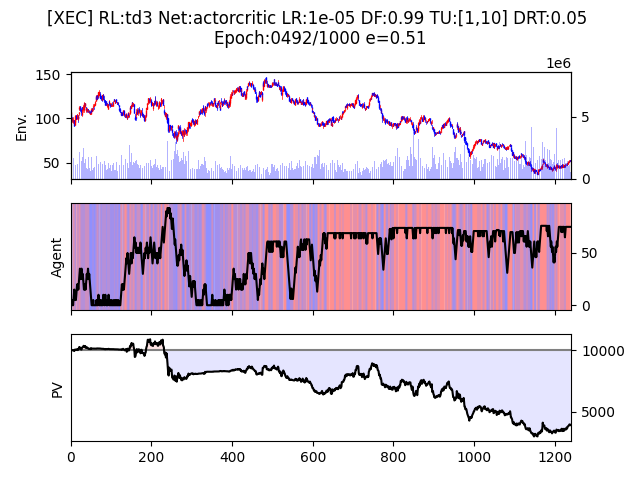 [XEC] RL:td3 Net:actorcritic LR:1e-05 DF:0.99 TU:[1,10] DRT:0.05
Epoch:0492/1000 e=0.51
1e6
150
100
50
Env.
5
0
Agent
50
0
PV
10000
5000
0 200 400 600 800 1000 1200